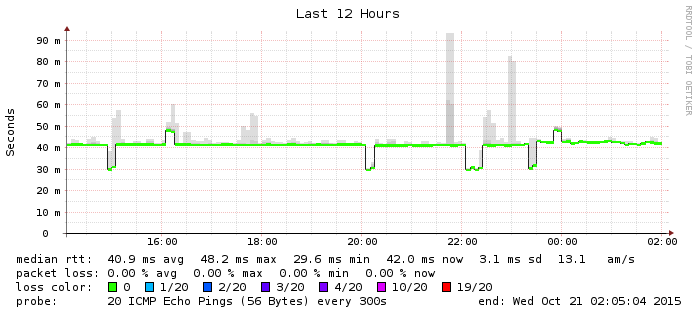 Last 12 Hours
RRDTOOL / TOBI OETIKER
Seconds
90 m
80 m
70 m
60 m
50 m
40 m
30 m
20 m
10 m
0
16:00 18:00 20:00 22:00 00:00 02:00
median rtt: 40.9 ms avg 48.2 ms max 29.6 ms min 42.0 ms now 3.1 ms sd 13.1 am/s
packet loss: 0.00 % avg 0.00 % max 0.00 % min 0.00 % now
loss color: 0 1/20 2/20 3/20 4/20 10/20 19/20
probe: 20 ICMP Echo Pings (56 Bytes) every 300s end: Wed Oct 21 02:05:04 2015